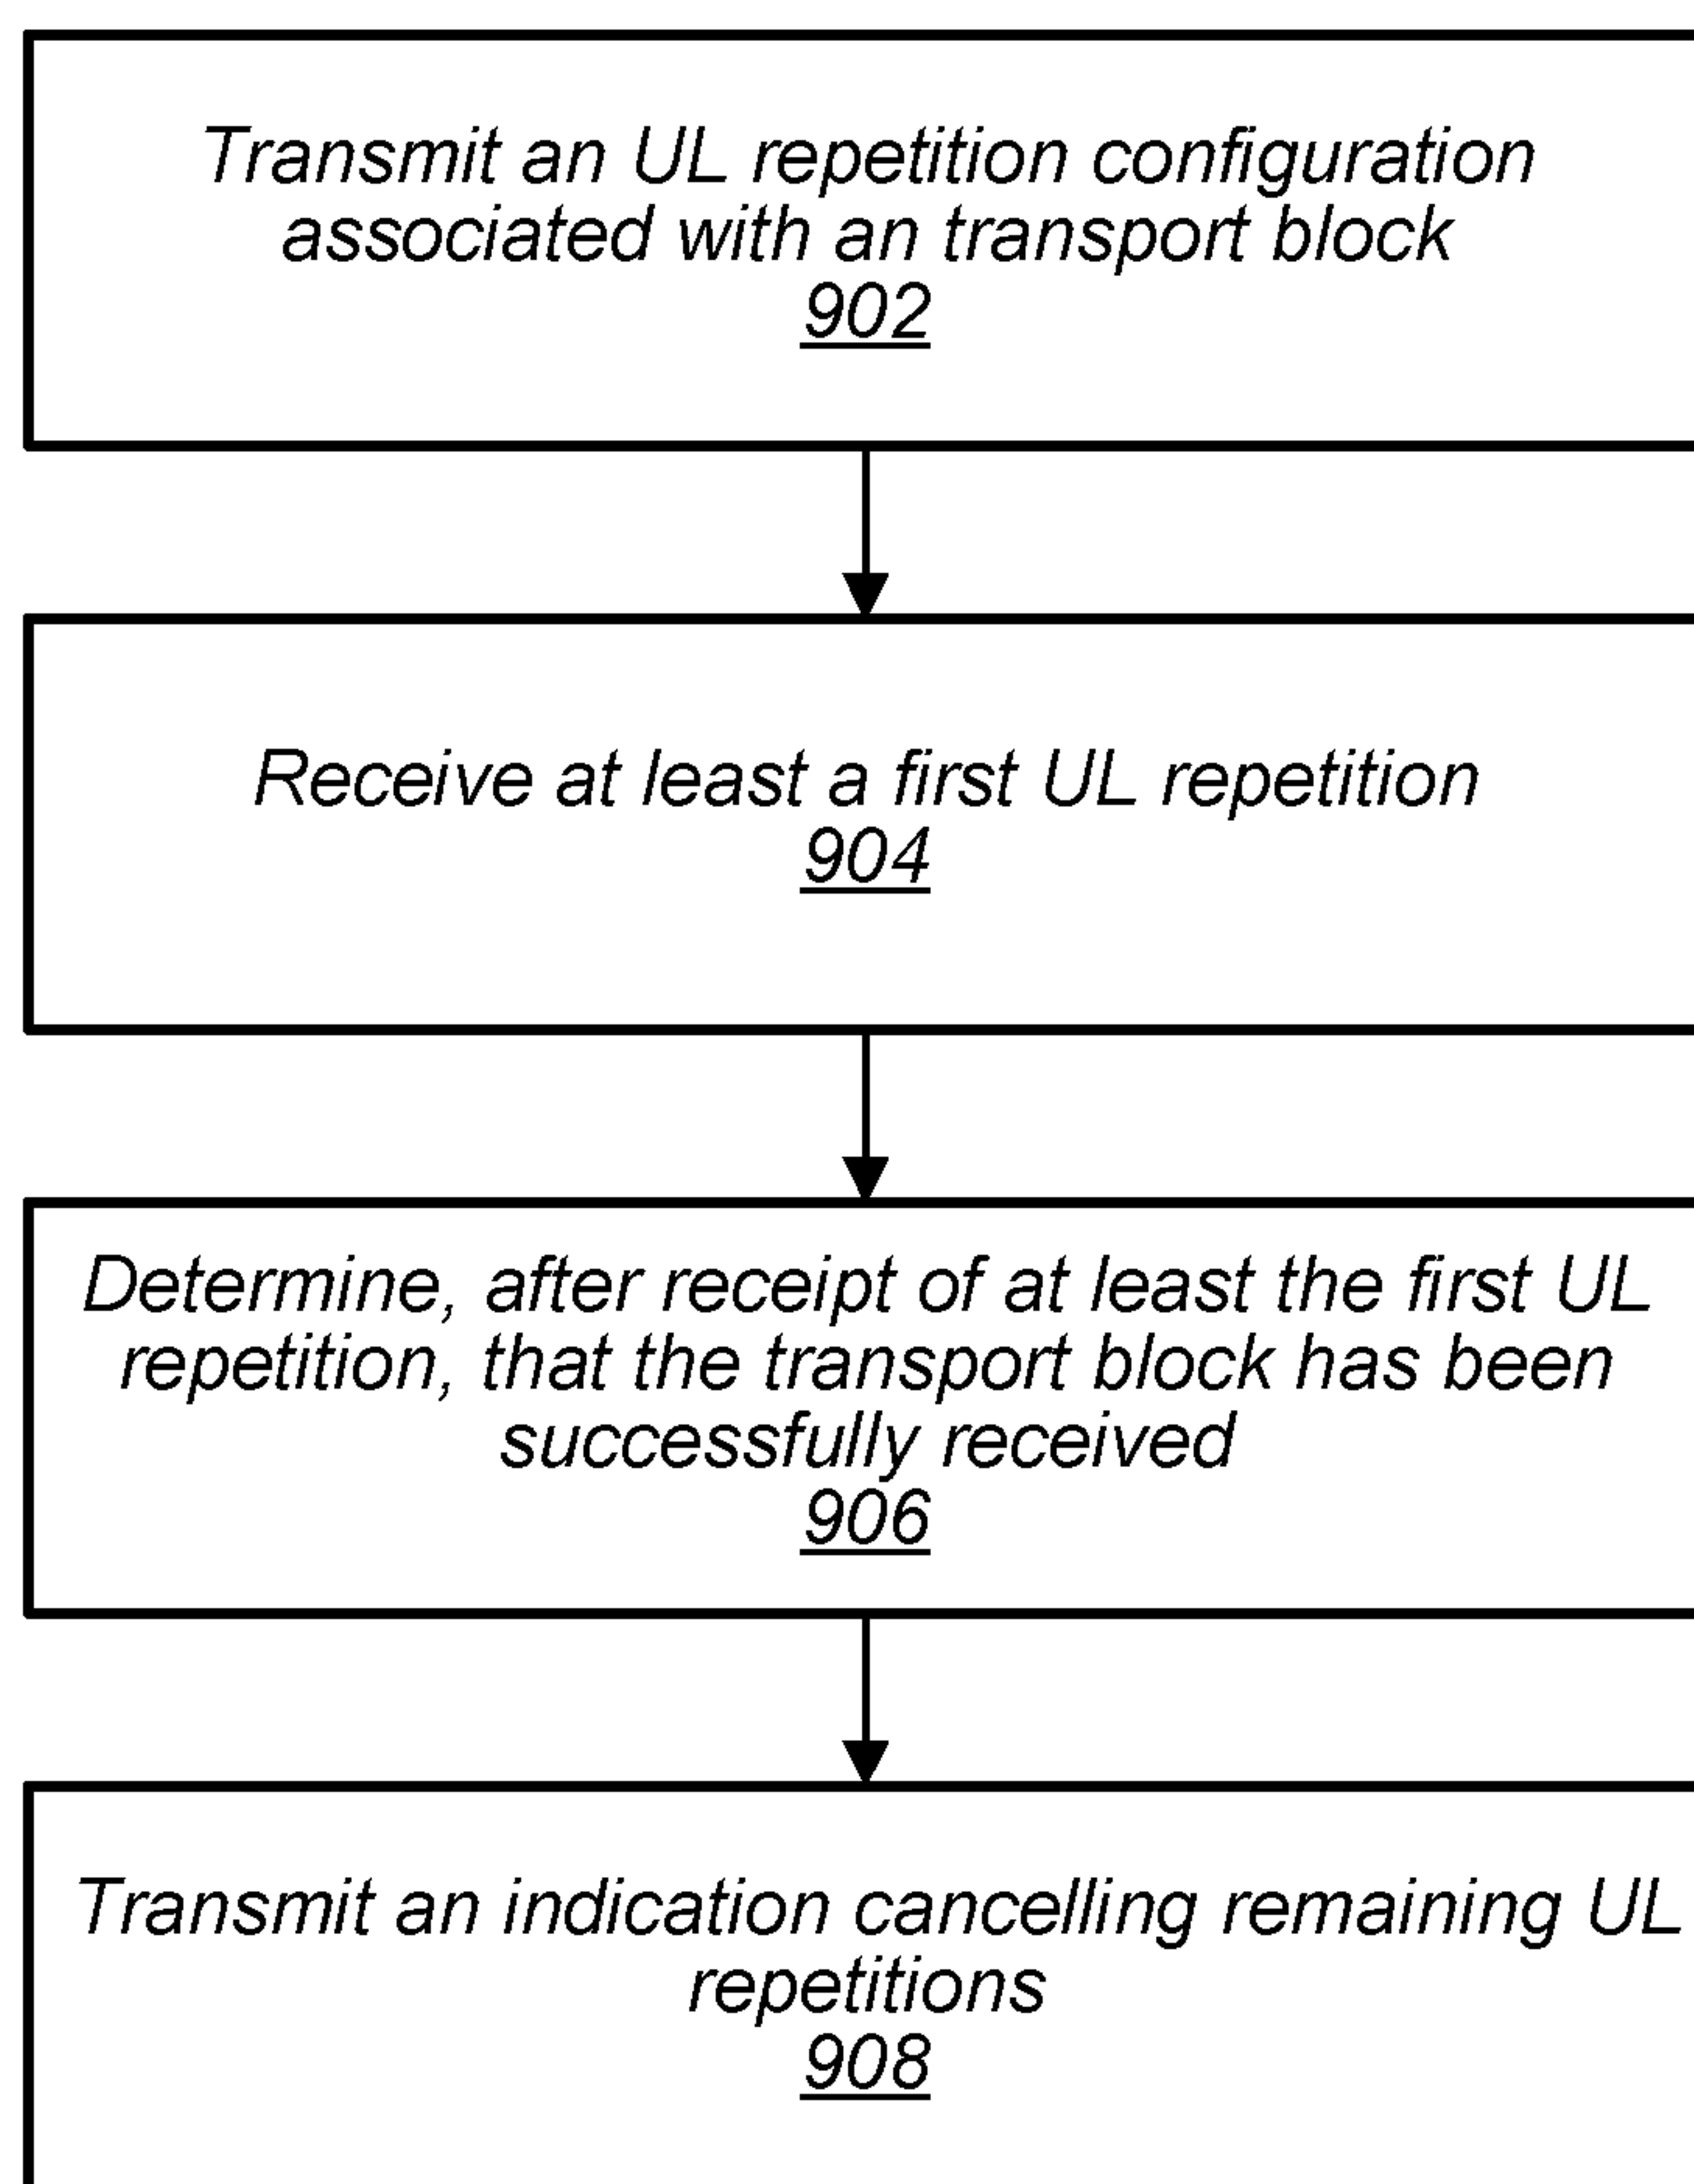 Transmit an UL repetition configuration
associated with an transport block
902
Receive at least a first UL repetition
904
Determine, after receipt of at least the first UL
repetition, that the transport block has been
successfully received
906
Transmit an indication cancelling remaining UL
repetitions
908